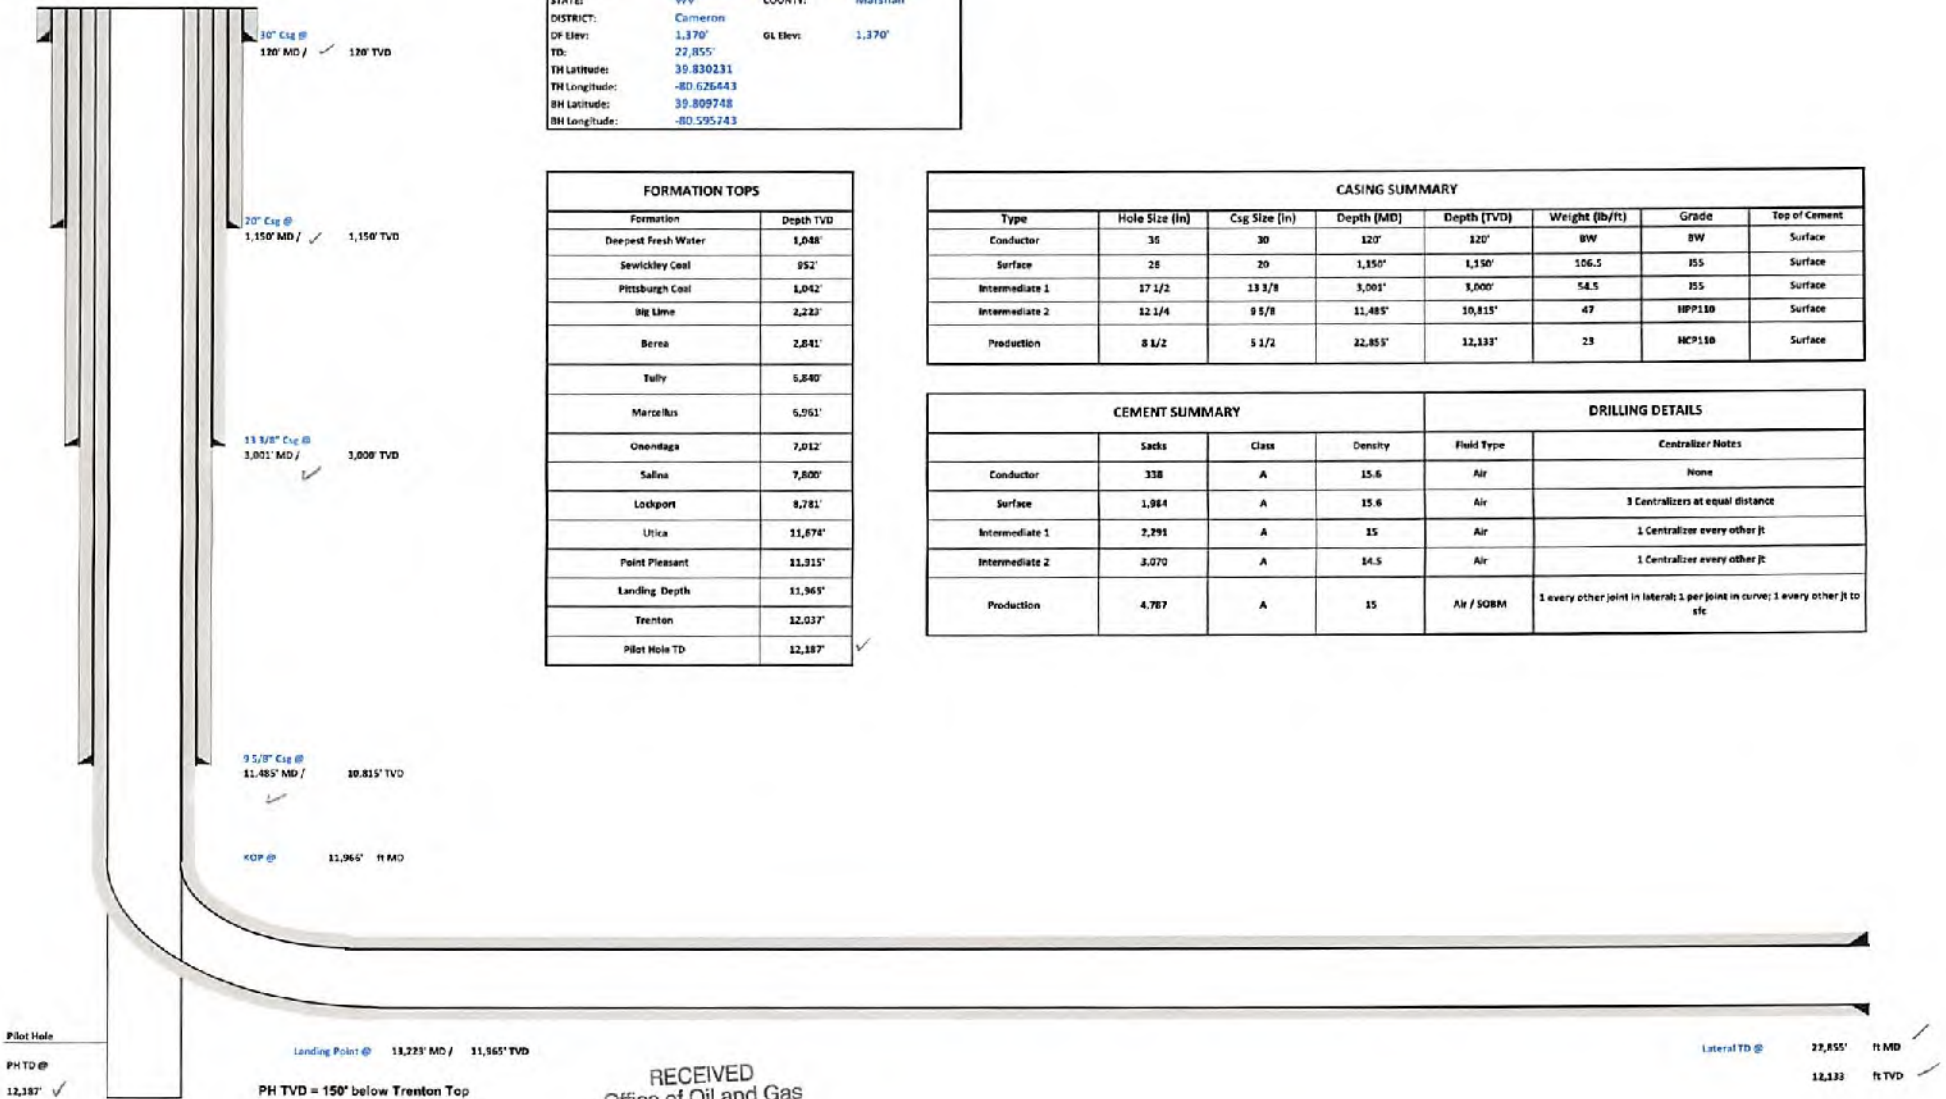 STATE: WV COUNTY: Marshall
DISTRICT: Cameron
DF Elev: 1,370' GL Elev: 1,370'
TD: 22,855'
TH Latitude: 39.830231
TH Longitude: -80.626443
BH Latitude: 39.809748
BH Longitude: -80.595743
30" Csg @
120' MD / 120' TVD
20" Csg @
1,150' MD / 1,150' TVD
13 3/8" Csg @
3,001' MD / 3,000' TVD
9 5/8" Csg @
11,485' MD / 10,815' TVD
KOP @ 11,966' ft MD
FORMATION TOPS
Formation Depth TVD
Deepest Fresh Water 1,048'
Sewickley Coal 952'
Pittsburgh Coal 1,042'
Big Lime 2,223'
Berea 2,841'
Tully 6,840'
Marcellus 6,961'
Onondaga 7,012'
Salina 7,800'
Lockport 8,781'
Utica 11,674'
Point Pleasant 11,915'
Landing Depth 11,965'
Trenton 12,037'
Pilot Hole TD 12,187'
CASING SUMMARY
Type Hole Size (in) Csg Size (in) Depth (MD) Depth (TVD) Weight (lb/ft) Grade Top of Cement
Conductor 36 30 120' 120' BW BW Surface
Surface 26 20 1,150' 1,150' 106.5 J55 Surface
Intermediate 1 17 1/2 13 3/8 3,001' 3,000' 54.5 J55 Surface
Intermediate 2 12 1/4 9 5/8 11,485' 10,815' 47 HPP110 Surface
Production 8 1/2 5 1/2 22,855' 12,133' 23 HCP110 Surface
CEMENT SUMMARY DRILLING DETAILS
Sacks Class Density Fluid Type Centralizer Notes
Conductor 338 A 15.6 Air None
Surface 1,984 A 15.6 Air 3 Centralizers at equal distance
Intermediate 1 2,291 A 15 Air 1 Centralizer every other jt
Intermediate 2 3,070 A 14.5 Air 1 Centralizer every other jt
Production 4,787 A 15 Air / SOBM 1 every other joint in lateral; 1 per joint in curve; 1 every other jt to
sfc
Pilot Hole
PH TD @
12,187'
Landing Point @ 13,223' MD / 11,965' TVD
PH TVD = 150' below Trenton Top
RECEIVED
Office of Oil and Gas
Lateral TD @ 22,855' ft MD
12,133 ft TVD